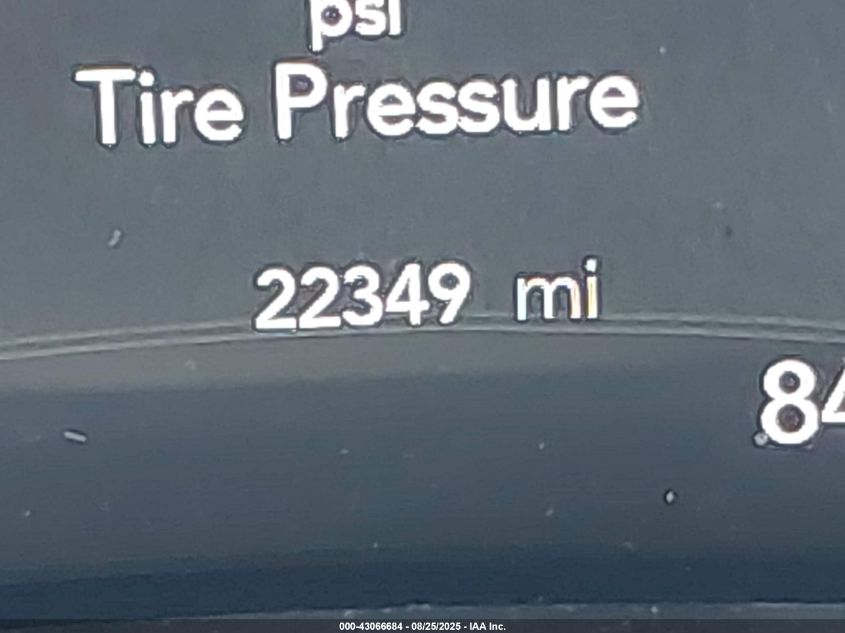 psi
Tire Pressure
22349 mi
84
000-43066684 - 08/25/2025 - IAA Inc.